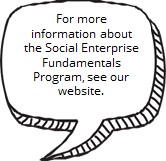 For more
information about
the Social Enterprise
Fundamentals
Program, see our
website.